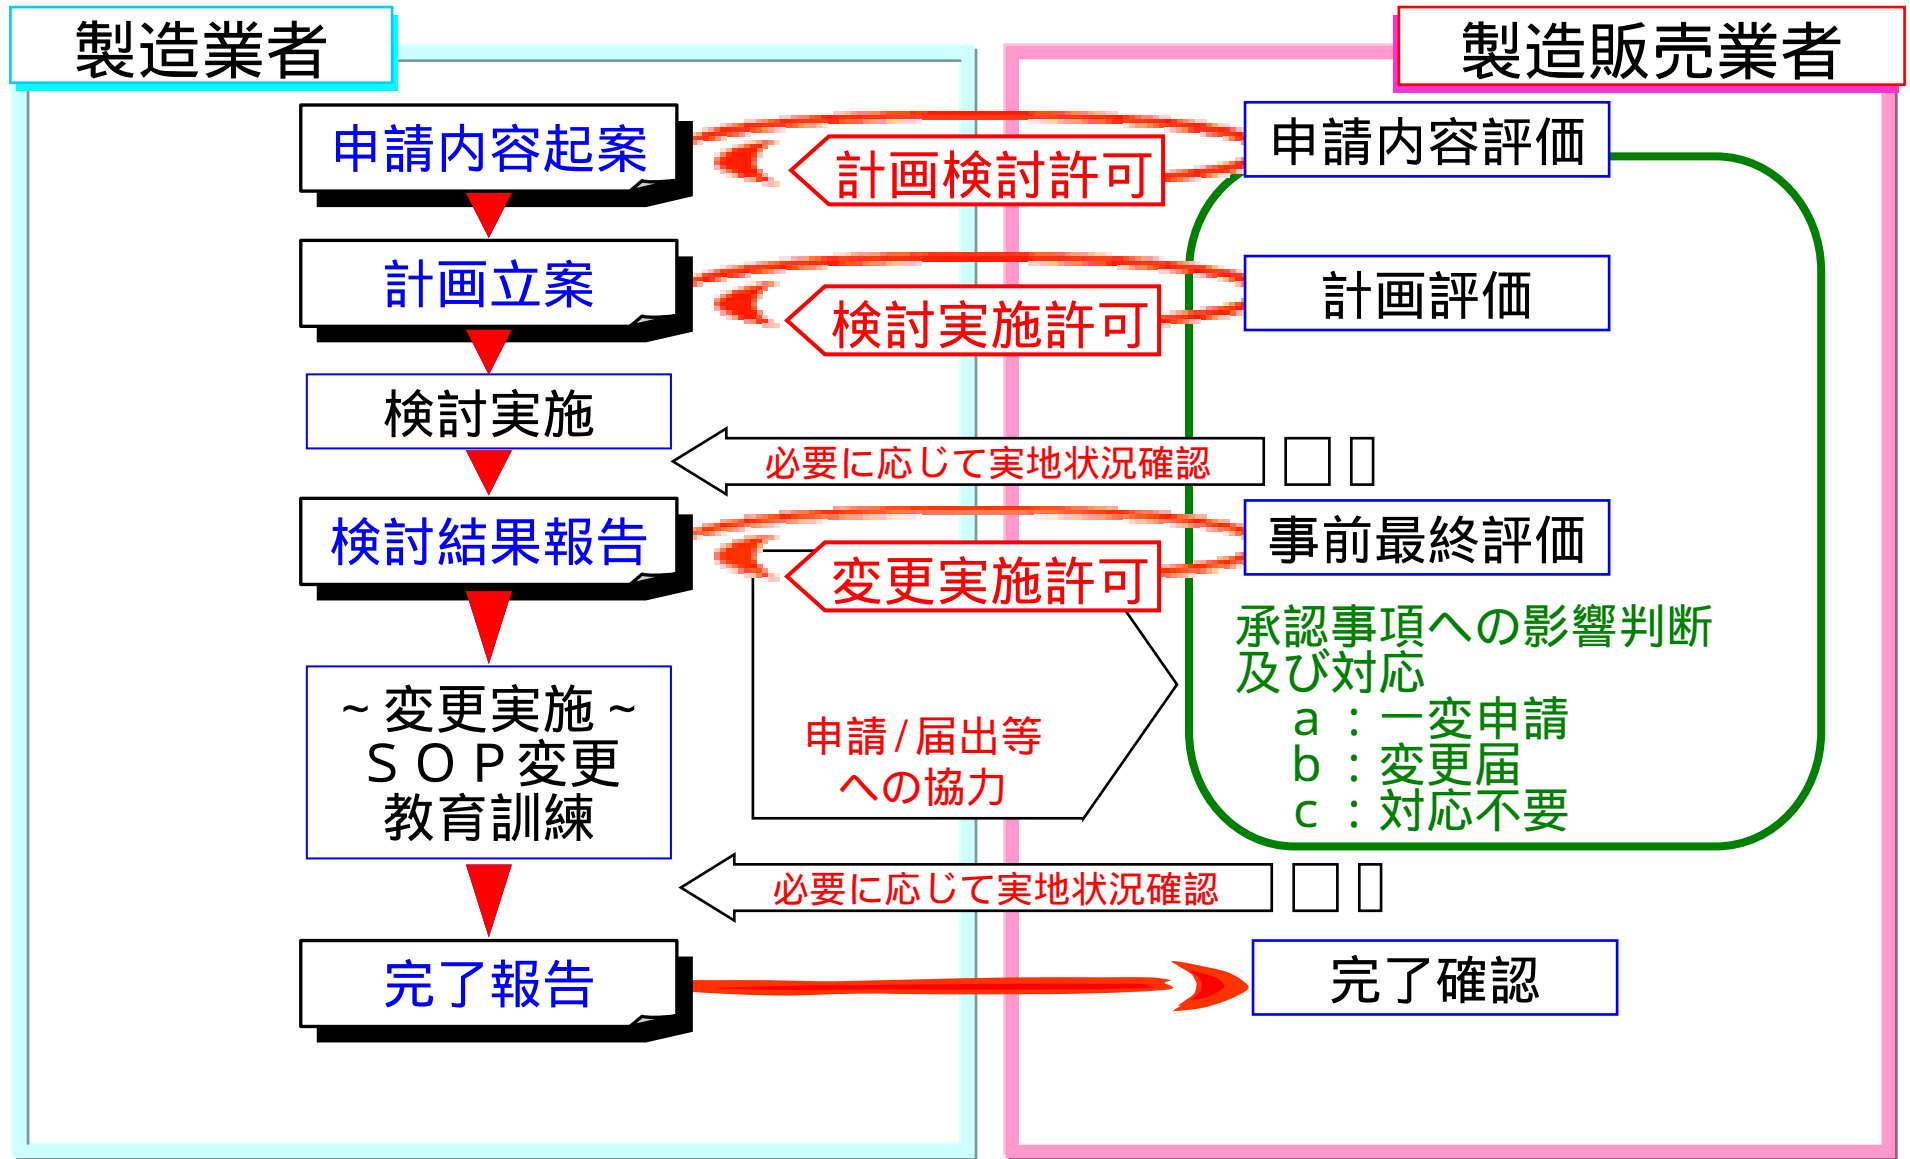 製造業者
製造販売業者
申請内容起案
計画検討許可
申請内容評価
計画立案
検討実施許可
計画評価
検討実施
必要に応じて実地状況確認
検討結果報告
変更実施許可
事前最終評価
承認事項への影響判断
及び対応
ａ：一変申請
ｂ：変更届
ｃ：対応不要
~変更実施~
ＳＯＰ変更
教育訓練
申請/届出等
への協力
必要に応じて実地状況確認
完了報告
完了確認